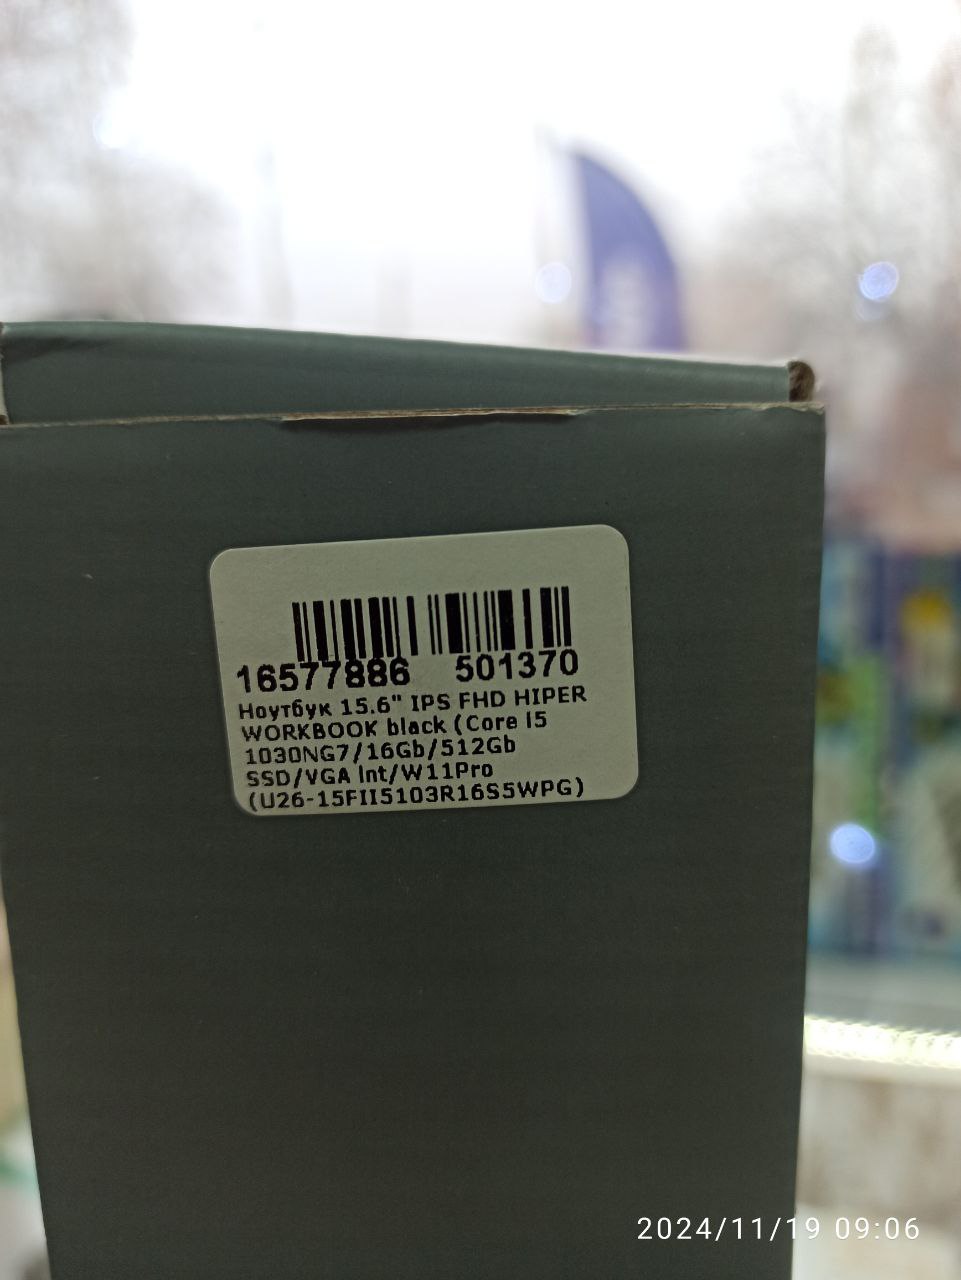 16577886 501370
Ноутбук 15.6" IPS FHD HIPER
WORKBOOK black (Core i5
1030NG7/16Gb/512Gb
SSD/VGA int/W11Pro
(U26-15FII5103R16S5WPG)
2024/11/19 09:06